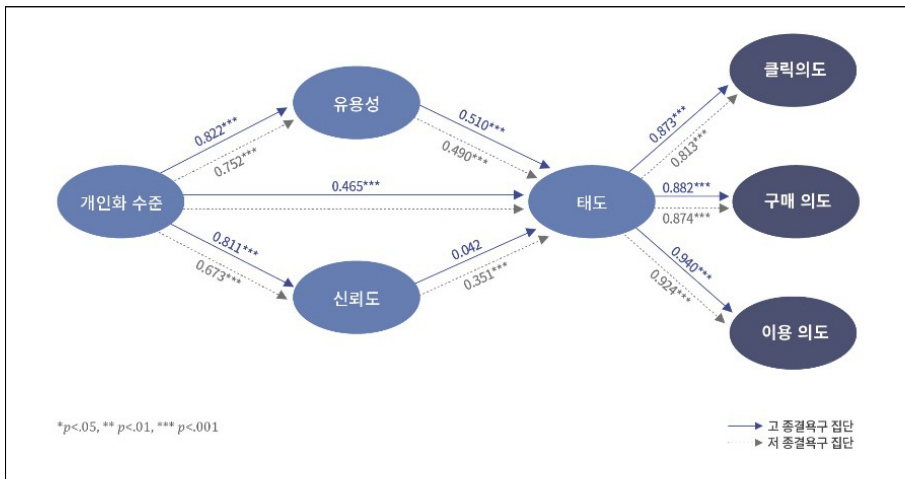 클릭의도
유용성
0.822***
0.752***
0.510***
0.490***
0.873***
0.813***
개인화 수준
0.465***
태도
0.882***
0.874***
구매 의도
0.811***
0.673***
신뢰도
0.042
0.351***
0.940***
0.924***
이용 의도
*p<.05, ** p<.01, *** p<.001
고 종결욕구 집단
저 종결욕구 집단